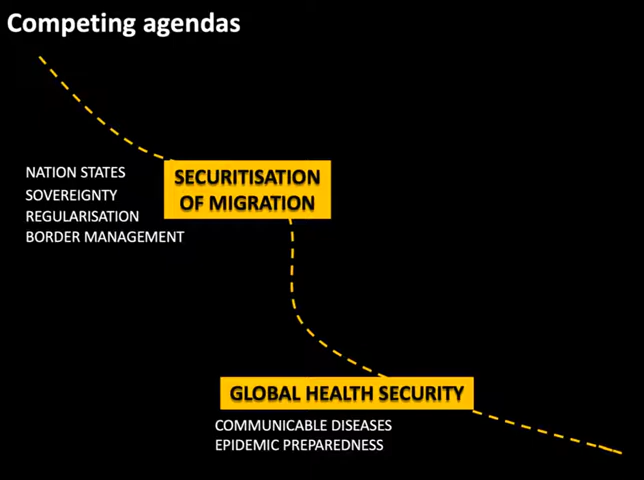 Competing agendas
NATION STATES
SOVEREIGNTY
REGULARISATION
BORDER MANAGEMENT
SECURITISATION
OF MIGRATION
GLOBAL HEALTH SECURITY
COMMUNICABLE DISEASES
EPIDEMIC PREPAREDNESS